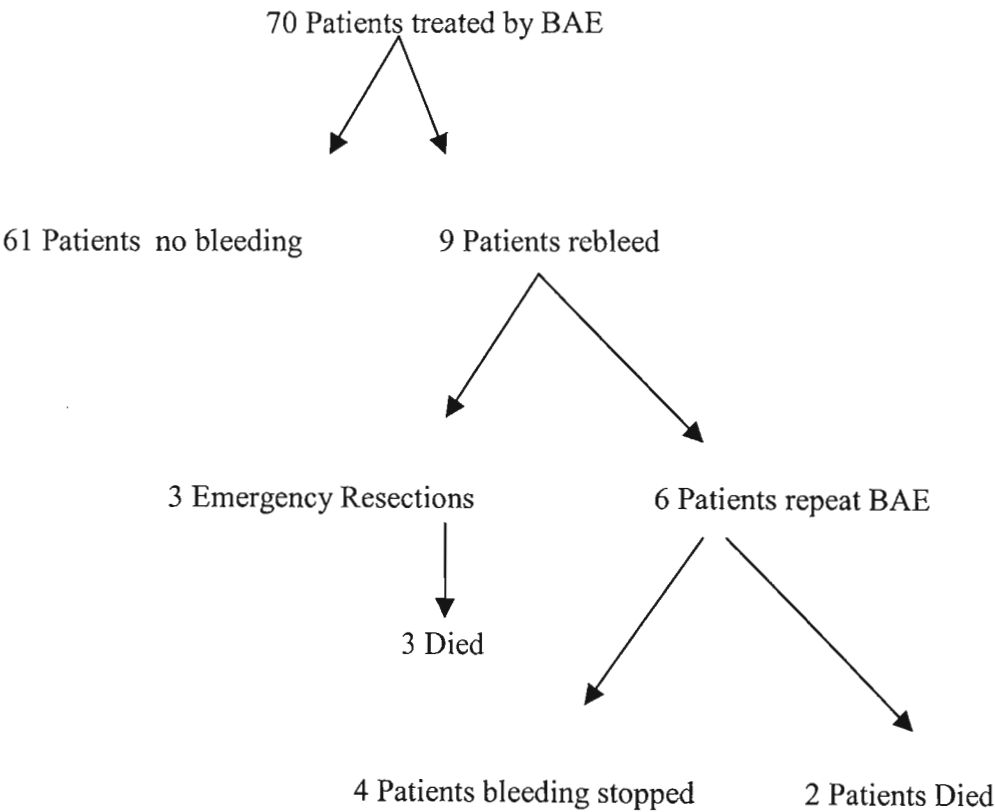 70 Patients treated by BAE
61 Patients no bleeding
9 Patients rebleed
3 Emergency Resections
6 Patients repeat BAE
3 Died
4 Patients bleeding stopped
2 Patients Died